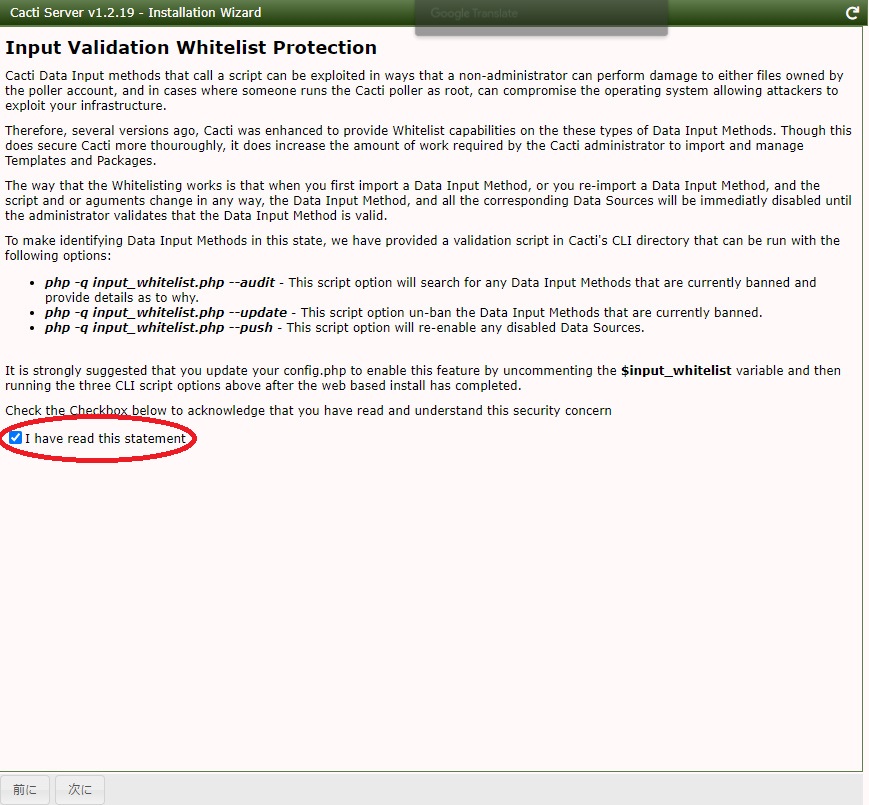 Cacti Server v1.2.19 - Installation Wizard
Google Translate
Input Validation Whitelist Protection
Cacti Data Input methods that call a script can be exploited in ways that a non-administrator can perform damage to either files owned by
the poller account, and in cases where someone runs the Cacti poller as root, can compromise the operating system allowing attackers to
exploit your infrastructure.
Therefore, several versions ago, Cacti was enhanced to provide Whitelist capabilities on the these types of Data Input Methods. Though this
does secure Cacti more thouroughly, it does increase the amount of work required by the Cacti administrator to import and manage
Templates and Packages.
The way that the Whitelisting works is that when you first import a Data Input Method, or you re-import a Data Input Method, and the
script and or aguments change in any way, the Data Input Method, and all the corresponding Data Sources will be immediatly disabled until
the administrator validates that the Data Input Method is valid.
To make identifying Data Input Methods in this state, we have provided a validation script in Cacti's CLI directory that can be run with the
following options:
• php -q input_whitelist.php --audit - This script option will search for any Data Input Methods that are currently banned and
provide details as to why.
• php -q input_whitelist.php --update - This script option un-ban the Data Input Methods that are currently banned.
• php -q input_whitelist.php --push - This script option will re-enable any disabled Data Sources.
It is strongly suggested that you update your config.php to enable this feature by uncommenting the $input_whitelist variable and then
running the three CLI script options above after the web based install has completed.
Check the Checkbox below to acknowledge that you have read and understand this security concern
I have read this statement
前に 次に